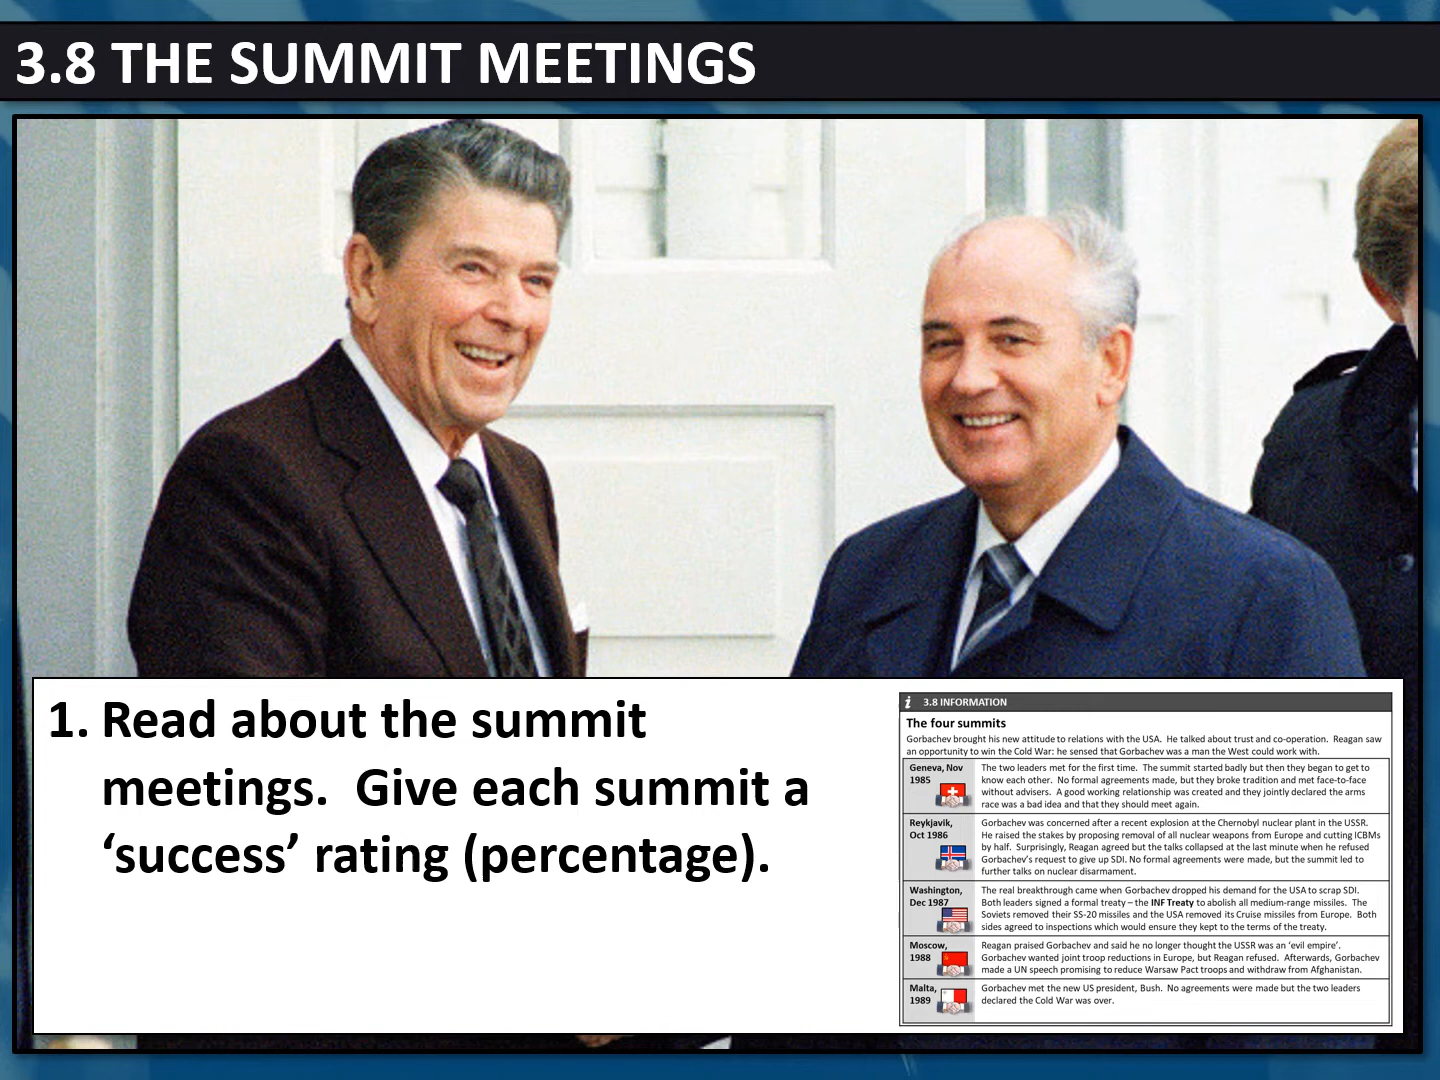 3.8 THE SUMMIT MEETINGS
1. Read about the summit
meetings.  Give each summit a
‘success’ rating (percentage).
i 3.8 INFORMATION
The four summits
Gorbachev brought his new attitude to relations with the USA.  He talked about trust and co-operation.  Reagan saw
an opportunity to win the Cold War: he sensed that Gorbachev was a man the West could work with.
Geneva, Nov
1985
The two leaders met for the first time.  The summit started badly but then they began to get to
know each other.  No formal agreements made, but they broke tradition and met face-to-face
without advisers.  A good working relationship was created and they jointly declared the arms
race was a bad idea and that they should meet again.
Reykjavik,
Oct 1986
Gorbachev was concerned after a recent explosion at the Chernobyl nuclear plant in the USSR.
He raised the stakes by proposing removal of all nuclear weapons from Europe and cutting ICBMs
by half.  Surprisingly, Reagan agreed but the talks collapsed at the last minute when he refused
Gorbachev’s request to give up SDI. No formal agreements were made, but the summit led to
further talks on nuclear disarmament.
Washington,
Dec 1987
The real breakthrough came when Gorbachev dropped his demand for the USA to scrap SDI.
Both leaders signed a formal treaty – the INF Treaty to abolish all medium-range missiles.  The
Soviets removed their SS-20 missiles and the USA removed its Cruise missiles from Europe.  Both
sides agreed to inspections which would ensure they kept to the terms of the treaty.
Moscow,
1988
Reagan praised Gorbachev and said he no longer thought the USSR was an ‘evil empire’.
Gorbachev wanted joint troop reductions in Europe, but Reagan refused.  Afterwards, Gorbachev
made a UN speech promising to reduce Warsaw Pact troops and withdraw from Afghanistan.
Malta,
1989
Gorbachev met the new US president, Bush.  No agreements were made but the two leaders
declared the Cold War was over.